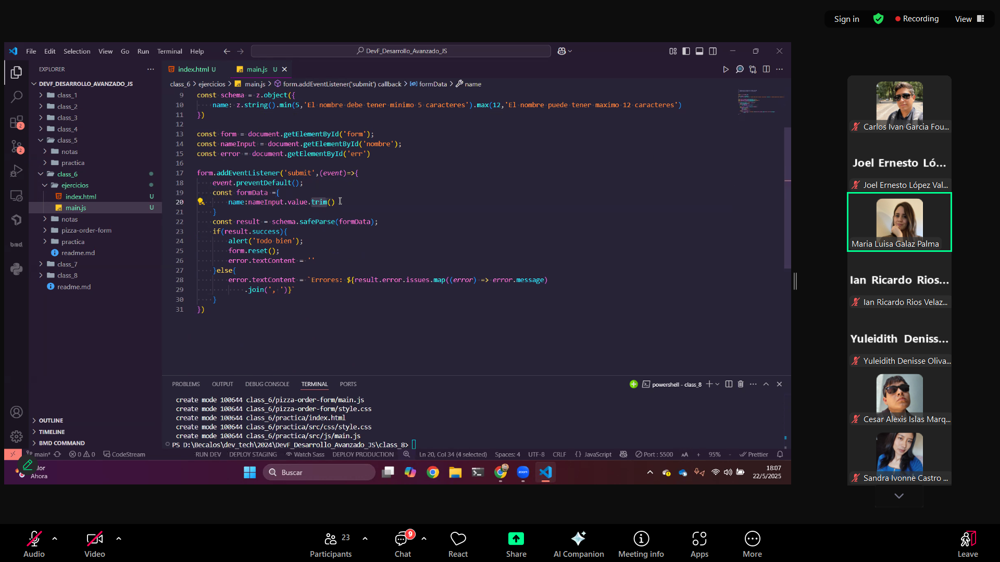 Sign in
Recording
View
File Edit Selection View Go Run Terminal Help
DevF_Desarrollo_Avanzado_JS
EXPLORER
DEVF_DESARROLLO_AVANZADO_JS
class_1
class_2
class_3
class_4
class_5
notas
practica
class_6
ejercicios
index.html U
main.js U
notas
pizza-order-form
practica
readme.md
class_7
class_8
readme.md
OUTLINE
TIMELINE
BMD COMMAND
2
2
bmd
index.html U
main.js U
class_6 > ejercicios > main.js > form.addEventListener('submit') callback > formData > name
9 const schema = z.object({
10 name: z.string().min(5,'El nombre debe tener minimo 5 caracteres').max(12,'El nombre puede tener maximo 12 caracteres')
11 })
12
13 const form = document.getElementById('form');
14 const nameInput = document.getElementById('nombre');
15 const error = document.getElementById('err')
16
17 form.addEventListener('submit',(event)=>{
18 event.preventDefault();
19 const formData ={
20 name:nameInput.value.trim()
21 }
22 const result = schema.safeParse(formData);
23 if(result.success){
24 alert('Todo bien');
25 form.reset();
26 error.textContent = ''
27 }else{
28 error.textContent = `Errores: ${result.error.issues.map((error) => error.message)
29 .join(', ')}`
30 }
31 })
PROBLEMS OUTPUT DEBUG CONSOLE TERMINAL PORTS
powershell - class_8
create mode 100644 class_6/pizza-order-form/main.js
create mode 100644 class_6/pizza-order-form/style.css
create mode 100644 class_6/practica/index.html
create mode 100644 class_6/practica/src/css/style.css
create mode 100644 class_6/practica/src/js/main.js
PS D:\Becalos\dev_tech\2024\DevF_Desarrollo_Avanzado_JS\class_8>
main* 0 0 CodeStream RUN DEV DEPLOY STAGING Watch Sass DEPLOY PRODUCTION Ln 20, Col 34 (4 selected) Spaces: 4 UTF-8 CRLF {} JavaScript Port : 5500 AA + 95% - Prettier
lor
Ahora
Buscar
zoom
18:07
22/5/2025
Carlos Ivan Garcia Fou...
Joel Ernesto Ló...
Joel Ernesto López Val...
Maria Luisa Galaz Palma
Ian Ricardo Rios...
Ian Ricardo Rios Velaz...
Yuleidith Deniss...
Yuleidith Denisse Oliva...
Cesar Alexis Islas Marq...
Sandra Ivonne Castro ...
Audio
Video
Participants 23
Chat 9
React
Share
AI Companion
Meeting info
Apps
More
Leave